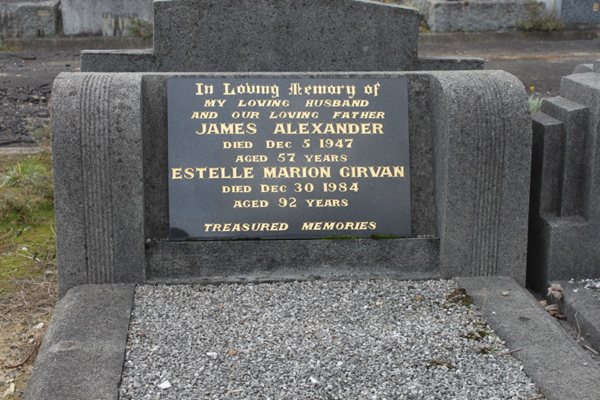 In Loving Memory of
MY LOVING HUSBAND
AND OUR LOVING FATHER
JAMES ALEXANDER
DIED DEC 5 1947
AGED 57 YEARS
ESTELLE MARION GIRVAN
DIED DEC 30 1984
AGED 92 YEARS
TREASURED MEMORIES